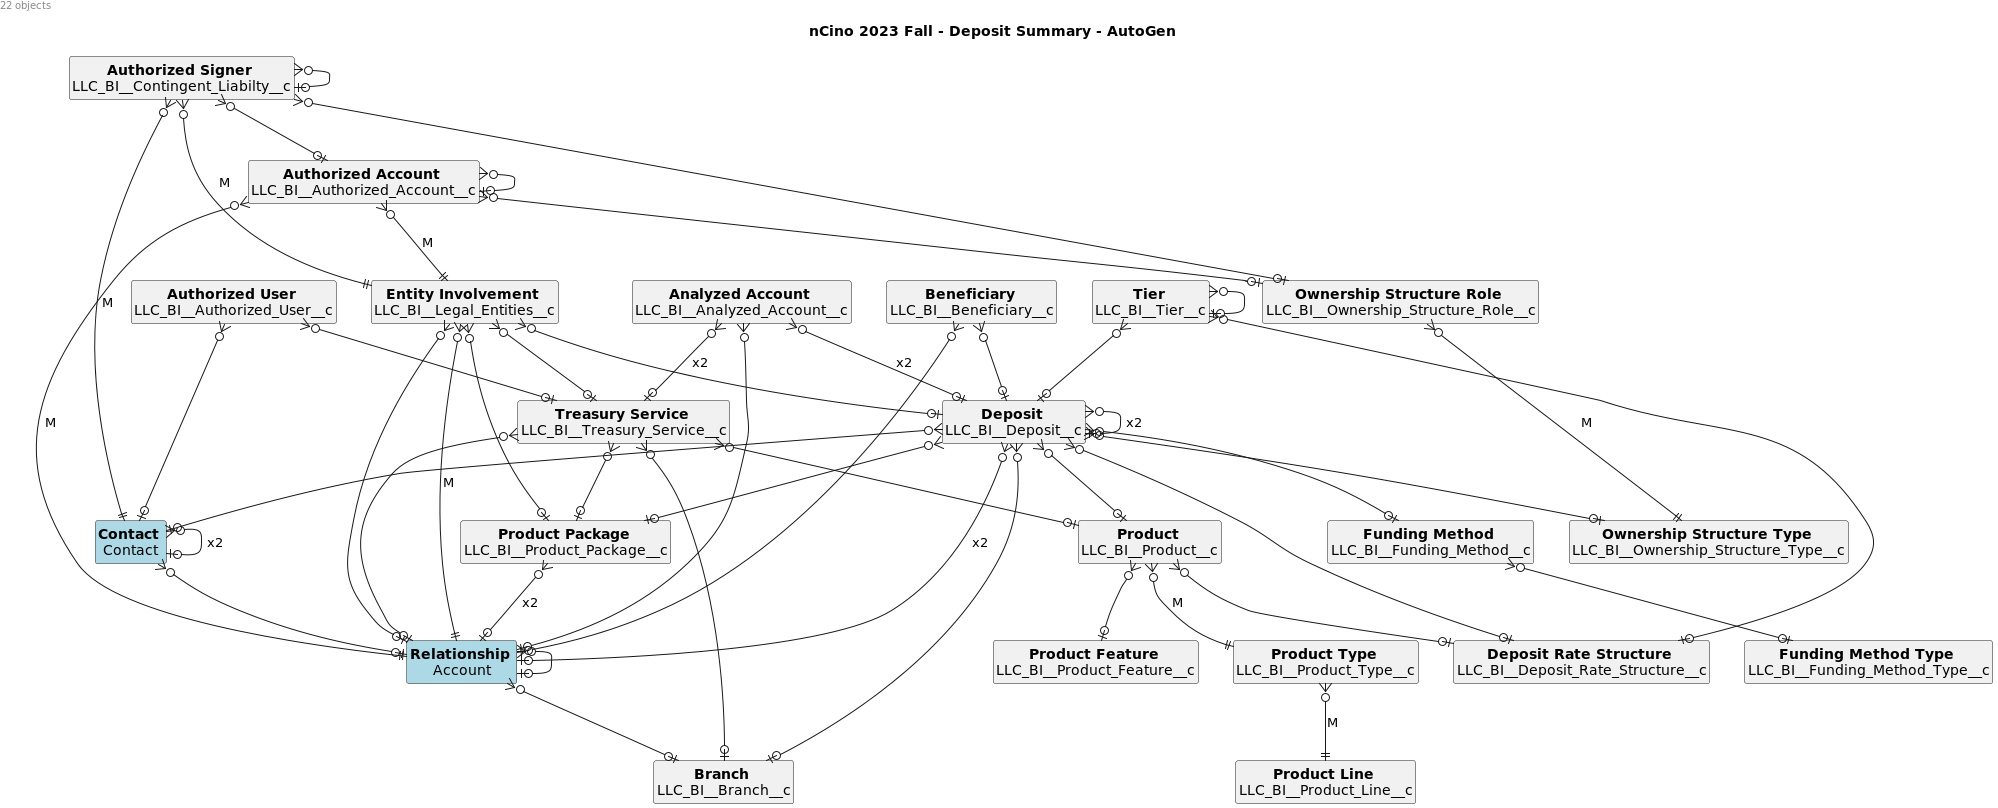 22 objects
nCino 2023 Fall - Deposit Summary - AutoGen
Authorized Signer
LLC_BI__Contingent_Liabilty__c
Authorized Account
LLC_BI__Authorized_Account__c
M
M
Authorized User
LLC_BI__Authorized_User__c
Entity Involvement
LLC_BI__Legal_Entities__c
Analyzed Account
LLC_BI__Analyzed_Account__c
Beneficiary
LLC_BI__Beneficiary__c
Tier
LLC_BI__Tier__c
Ownership Structure Role
LLC_BI__Ownership_Structure_Role__c
M
x2
x2
Treasury Service
LLC_BI__Treasury_Service__c
Deposit
LLC_BI__Deposit__c
x2
M
M
M
Contact
Contact
x2
Product Package
LLC_BI__Product_Package__c
x2
Product
LLC_BI__Product__c
Funding Method
LLC_BI__Funding_Method__c
Ownership Structure Type
LLC_BI__Ownership_Structure_Type__c
x2
M
Relationship
Account
Product Feature
LLC_BI__Product_Feature__c
Product Type
LLC_BI__Product_Type__c
Deposit Rate Structure
LLC_BI__Deposit_Rate_Structure__c
Funding Method Type
LLC_BI__Funding_Method_Type__c
M
Branch
LLC_BI__Branch__c
Product Line
LLC_BI__Product_Line__c